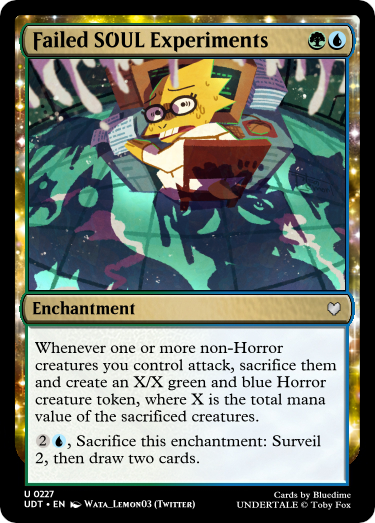 Failed SOUL Experiments
Enchantment
Whenever one or more non-Horror
creatures you control attack, sacrifice them
and create an X/X green and blue Horror
creature token, where X is the total mana
value of the sacrificed creatures.
2, Sacrifice this enchantment: Surveil
2, then draw two cards.
U 0227
UDT • EN Wata_Lemon03 (Twitter)
Cards by Bluedime
UNDERTALE © Toby Fox